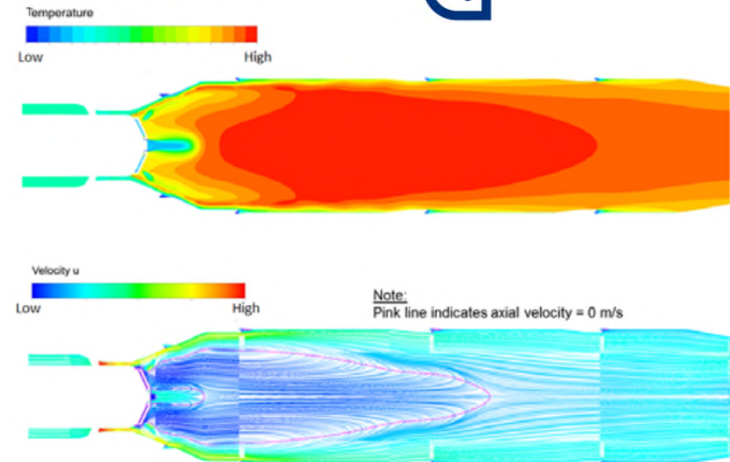 Temperature
Low High
Velocity u
Low High
Note:
Pink line indicates axial velocity = 0 m/s